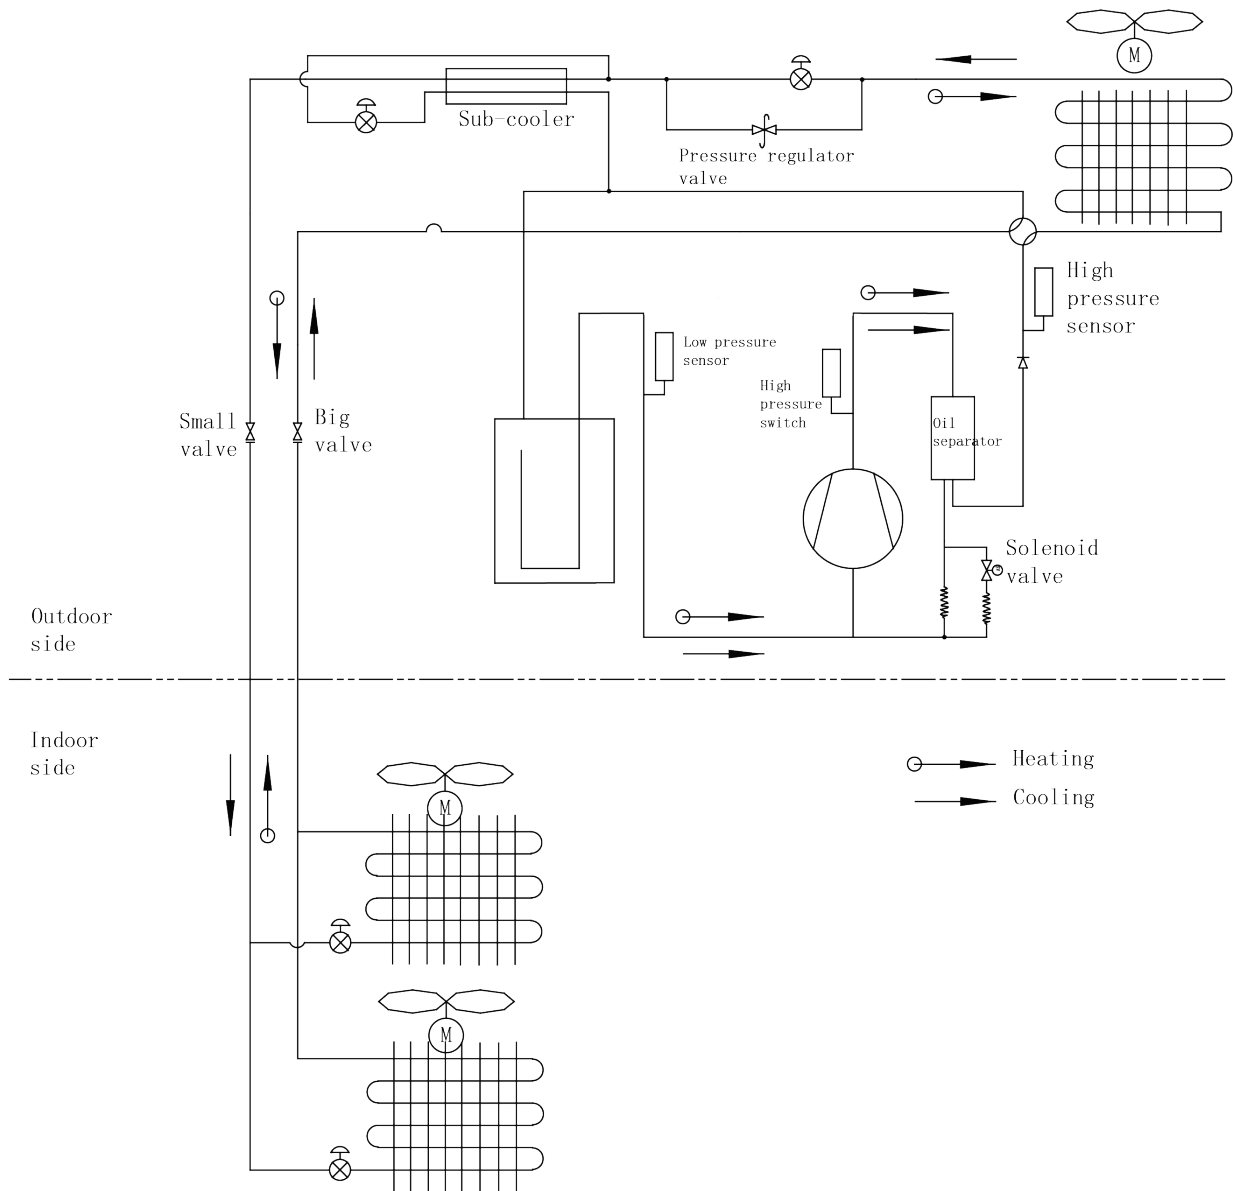 M
Sub-cooler
Pressure regulator
valve
High
pressure
sensor
Low pressure
sensor
High
pressure
switch
Small
valve
Big
valve
Oil
separator
Solenoid
valve
Outdoor
side
Indoor
side
Heating
Cooling
M
M